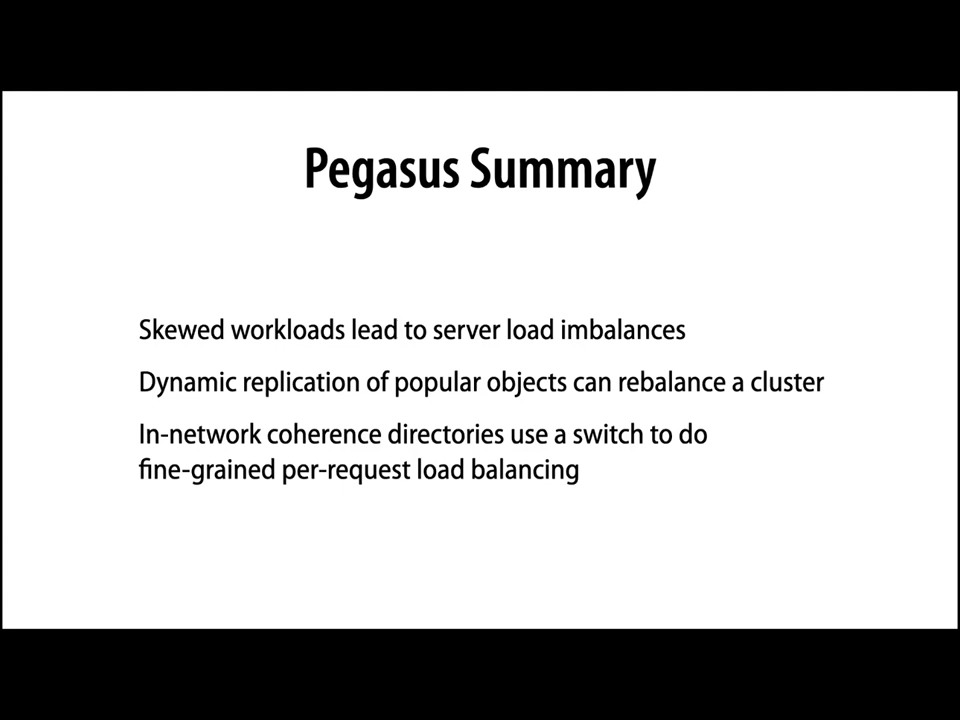 Pegasus Summary
Skewed workloads lead to server load imbalances
Dynamic replication of popular objects can rebalance a cluster
In-network coherence directories use a switch to do
fine-grained per-request load balancing